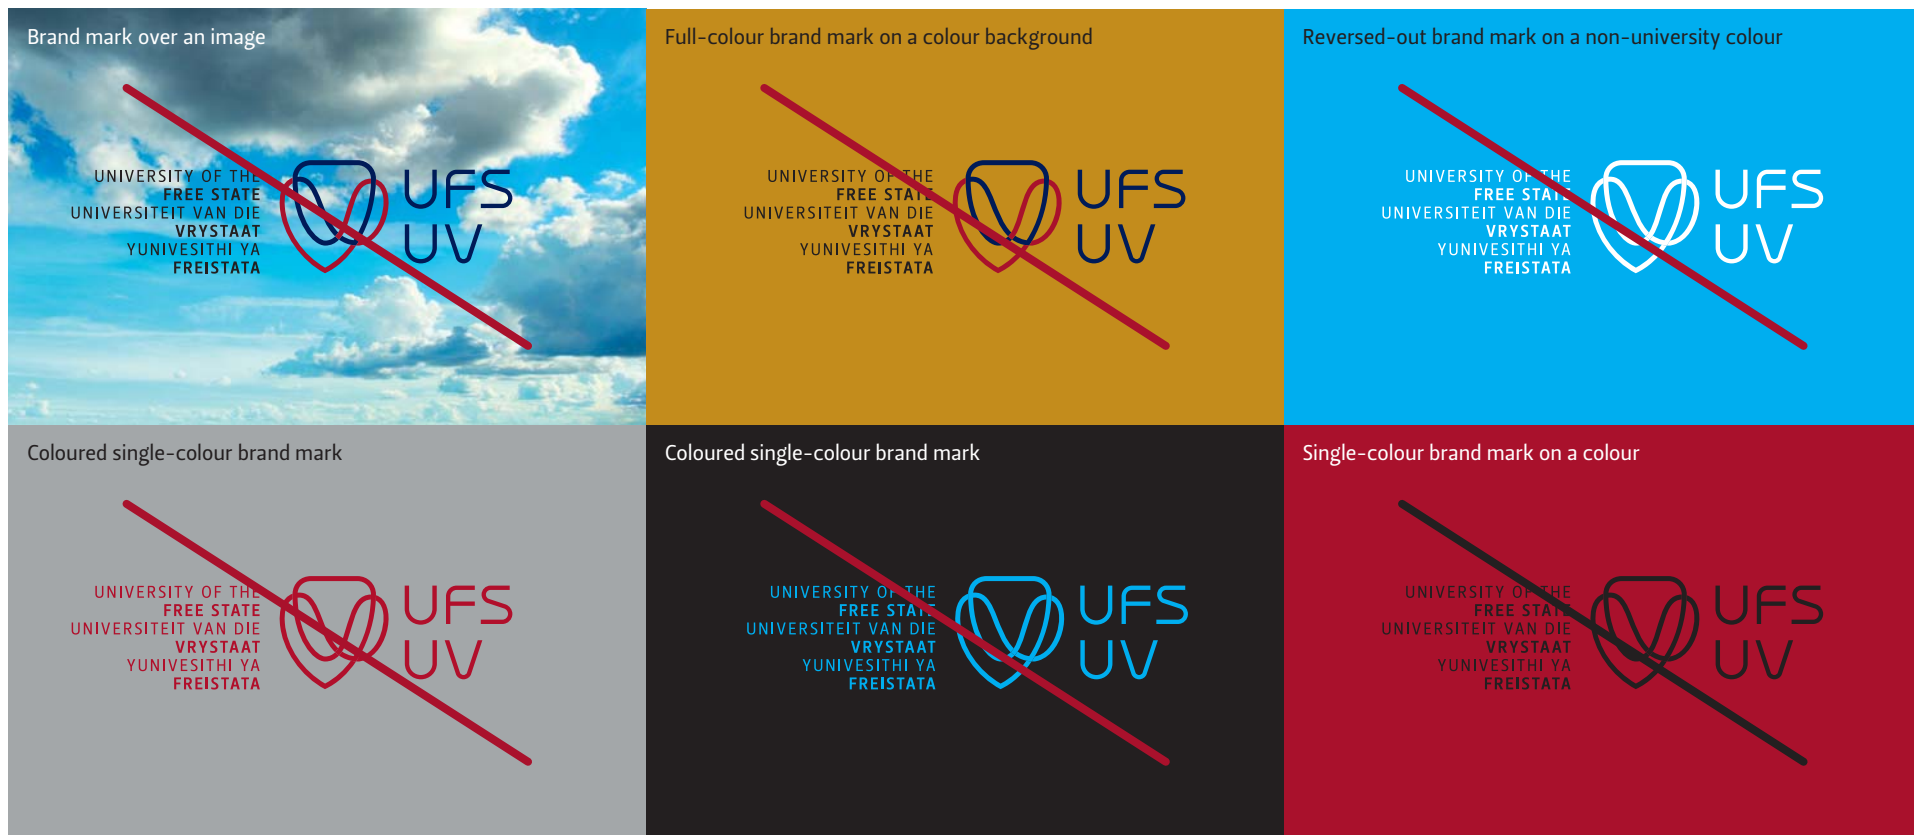 Brand mark over an image
UNIVERSITY OF THE
FREE STATE
UNIVERSITEIT VAN DIE
VRYSTAAT
YUNIVESITHI YA
FREISTATA
UFS
UV
Full-colour brand mark on a colour background
UNIVERSITY OF THE
FREE STATE
UNIVERSITEIT VAN DIE
VRYSTAAT
YUNIVESITHI YA
FREISTATA
UFS
UV
Reversed-out brand mark on a non-university colour
UNIVERSITY OF THE
FREE STATE
UNIVERSITEIT VAN DIE
VRYSTAAT
YUNIVESITHI YA
FREISTATA
UFS
UV
Coloured single-colour brand mark
UNIVERSITY OF THE
FREE STATE
UNIVERSITEIT VAN DIE
VRYSTAAT
YUNIVESITHI YA
FREISTATA
UFS
UV
Coloured single-colour brand mark
UNIVERSITY OF THE
FREE STATE
UNIVERSITEIT VAN DIE
VRYSTAAT
YUNIVESITHI YA
FREISTATA
UFS
UV
Single-colour brand mark on a colour
UNIVERSITY OF THE
FREE STATE
UNIVERSITEIT VAN DIE
VRYSTAAT
YUNIVESITHI YA
FREISTATA
UFS
UV